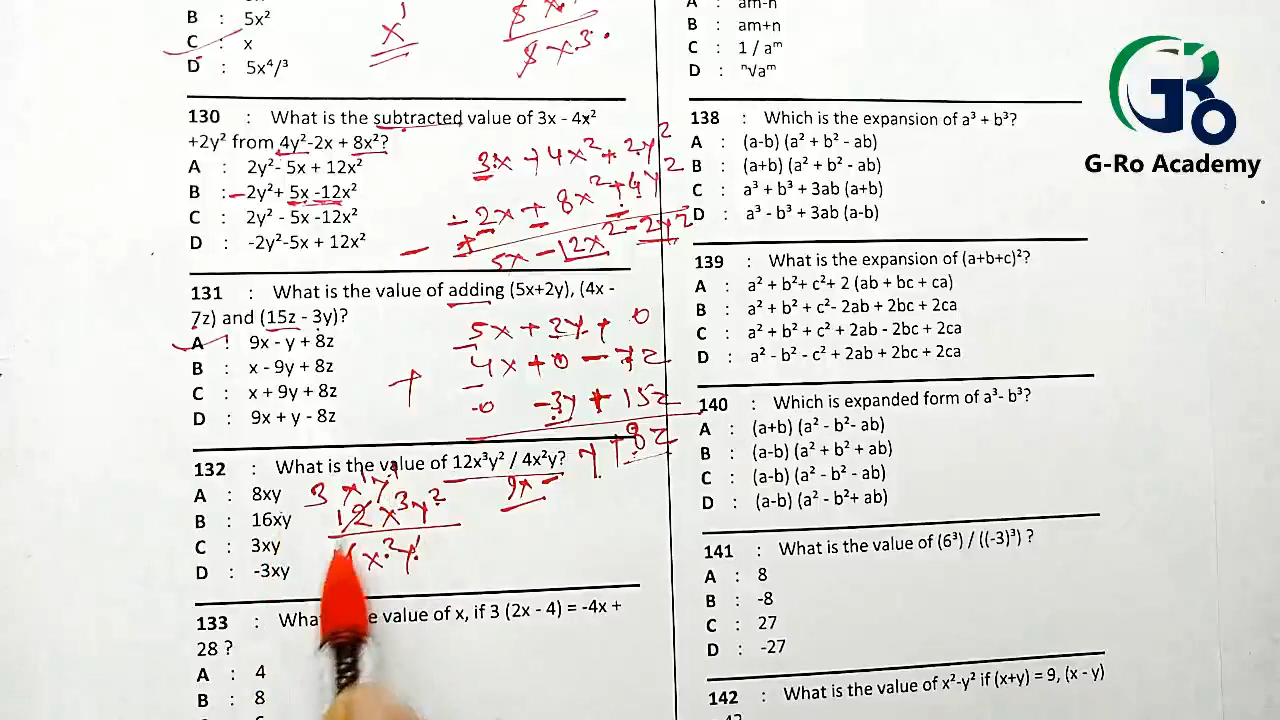 B : 5x²
C : x
D : 5x⁴/³
x¹
130 : What is the subtracted value of 3x - 4x²
+2y² from 4y²-2x + 8x²?
A : 2y²- 5x + 12x²
B : -2y²+ 5x -12x²
C : 2y² - 5x -12x²
D : -2y²-5x + 12x²
5x - 12x² - 2y²
131 : What is the value of adding (5x+2y), (4x -
7z) and (15z - 3y)?
A : 9x - y + 8z
B : x - 9y + 8z
C : x + 9y + 8z
D : 9x + y - 8z
5x + 2y + 0
4x + 0 - 7z
-0 -3y + 15z
9x - y + 8z
132 : What is the value of 12x³y² / 4x²y?
A : 8xy
B : 16xy
C : 3xy
D : -3xy
3 x¹y¹
12 x³y²
x²y¹
133 : the value of x, if 3 (2x - 4) = -4x +
28 ?
A : 4
B : 8
A : am-n
B : am+n
C : 1 / aᵐ
D : ⁿ√aᵐ
138 : Which is the expansion of a³ + b³?
A : (a-b) (a² + b² - ab)
B : (a+b) (a² + b² - ab)
C : a³ + b³ + 3ab (a+b)
D : a³ - b³ + 3ab (a-b)
139 : What is the expansion of (a+b+c)²?
A : a² + b²+ c²+ 2 (ab + bc + ca)
B : a² + b² + c²- 2ab + 2bc + 2ca
C : a² + b² + c² + 2ab - 2bc + 2ca
D : a² - b² - c² + 2ab + 2bc + 2ca
140 : Which is expanded form of a³- b³?
A : (a+b) (a² - b²- ab)
B : (a-b) (a² + b² + ab)
C : (a-b) (a² - b² - ab)
D : (a-b) (a² - b²+ ab)
141 : What is the value of (6³) / ((-3)³) ?
A : 8
B : -8
C : 27
D : -27
142 : What is the value of x²-y² if (x+y) = 9, (x - y)
GRo
G-Ro Academy